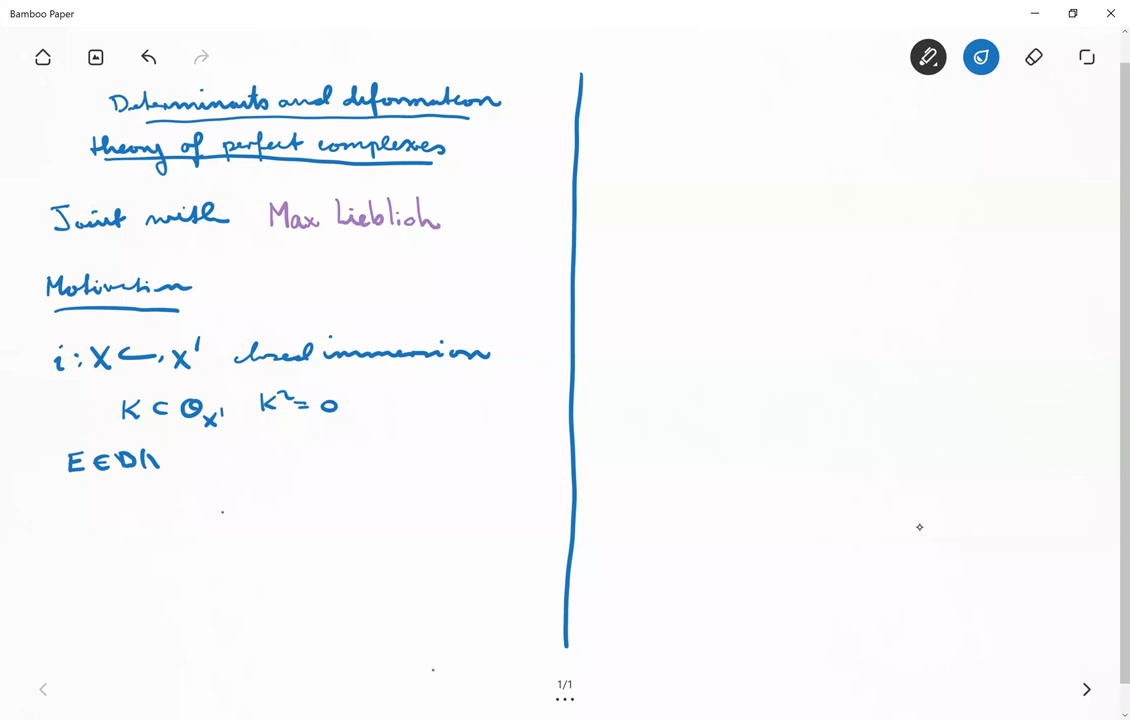 Bamboo Paper
Determinants and deformation
theory of perfect complexes
Joint with Max Lieblich
Motivation
i : X ↪ X' closed immersion
K ⊂ O_X' K² = 0
E ∈ D(
1/1